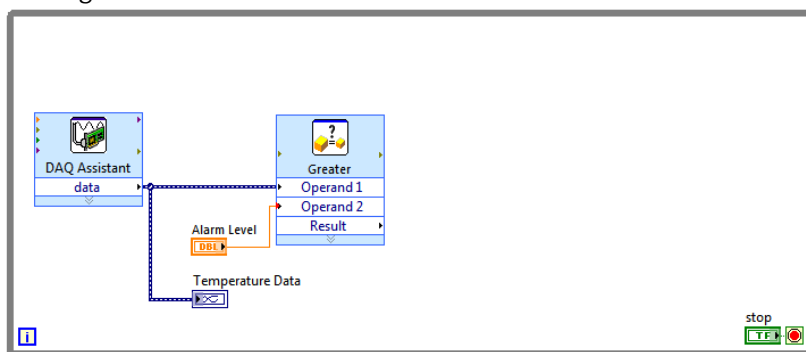 DAQ Assistant
data
?
Greater
Operand 1
Operand 2
Result
Alarm Level
DBL
Temperature Data
i
stop
TF